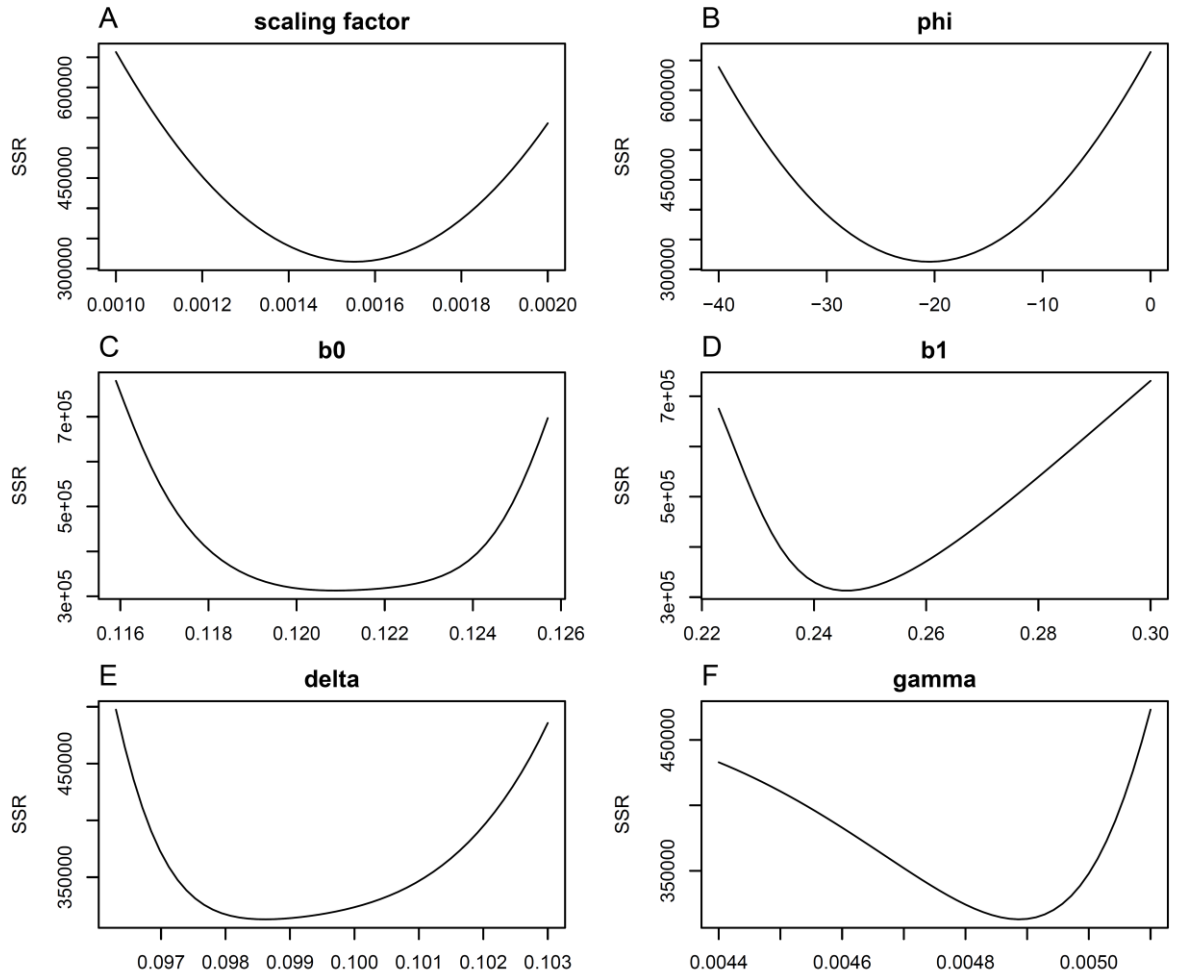 A
scaling factor
SSR
600000
450000
300000
0.0010 0.0012 0.0014 0.0016 0.0018 0.0020
B
phi
SSR
600000
450000
300000
−40 −30 −20 −10 0
C
b0
SSR
7e+05
5e+05
3e+05
0.116 0.118 0.120 0.122 0.124 0.126
D
b1
SSR
7e+05
5e+05
3e+05
0.22 0.24 0.26 0.28 0.30
E
delta
SSR
450000
350000
0.097 0.098 0.099 0.100 0.101 0.102 0.103
F
gamma
SSR
450000
350000
0.0044 0.0046 0.0048 0.0050